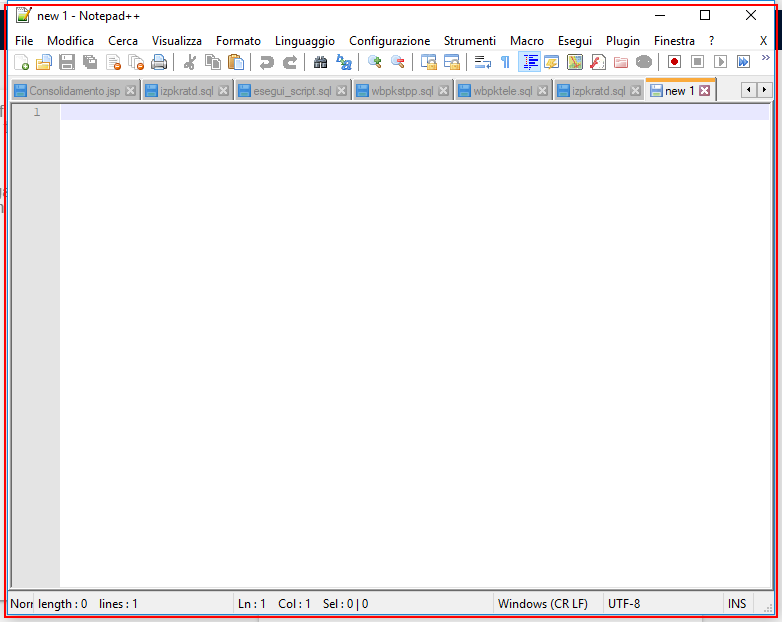 new 1 - Notepad++
File Modifica Cerca Visualizza Formato Linguaggio Configurazione Strumenti Macro Esegui Plugin Finestra ? X
Consolidamento.jsp izpkratd.sql esegui_script.sql wbpkstpp.sql wbpktele.sql izpkratd.sql new 1
1
Norr length : 0 lines : 1 Ln : 1 Col : 1 Sel : 0 | 0 Windows (CR LF) UTF-8 INS